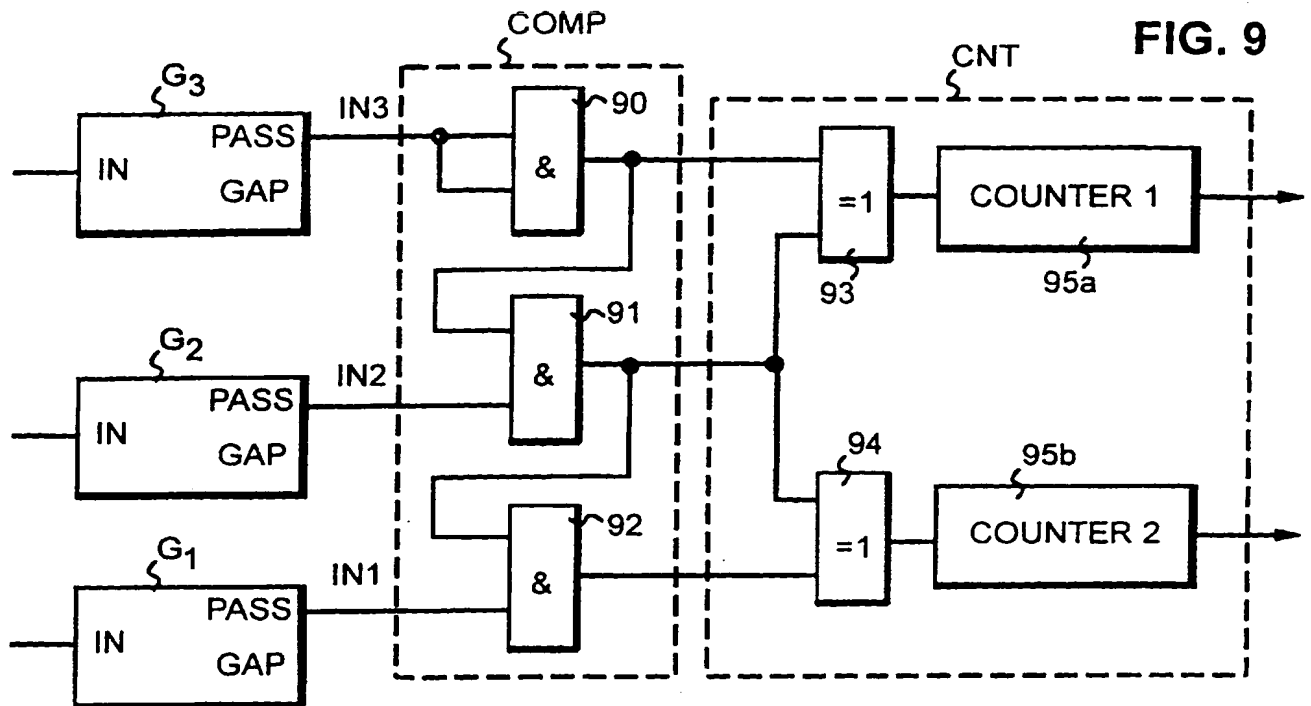 FIG. 9
COMP
CNT
G3
IN
PASS
GAP
IN3
90
&
=1
93
COUNTER 1
95a
G2
IN
PASS
GAP
IN2
91
&
G1
IN
PASS
GAP
IN1
92
&
94
=1
95b
COUNTER 2